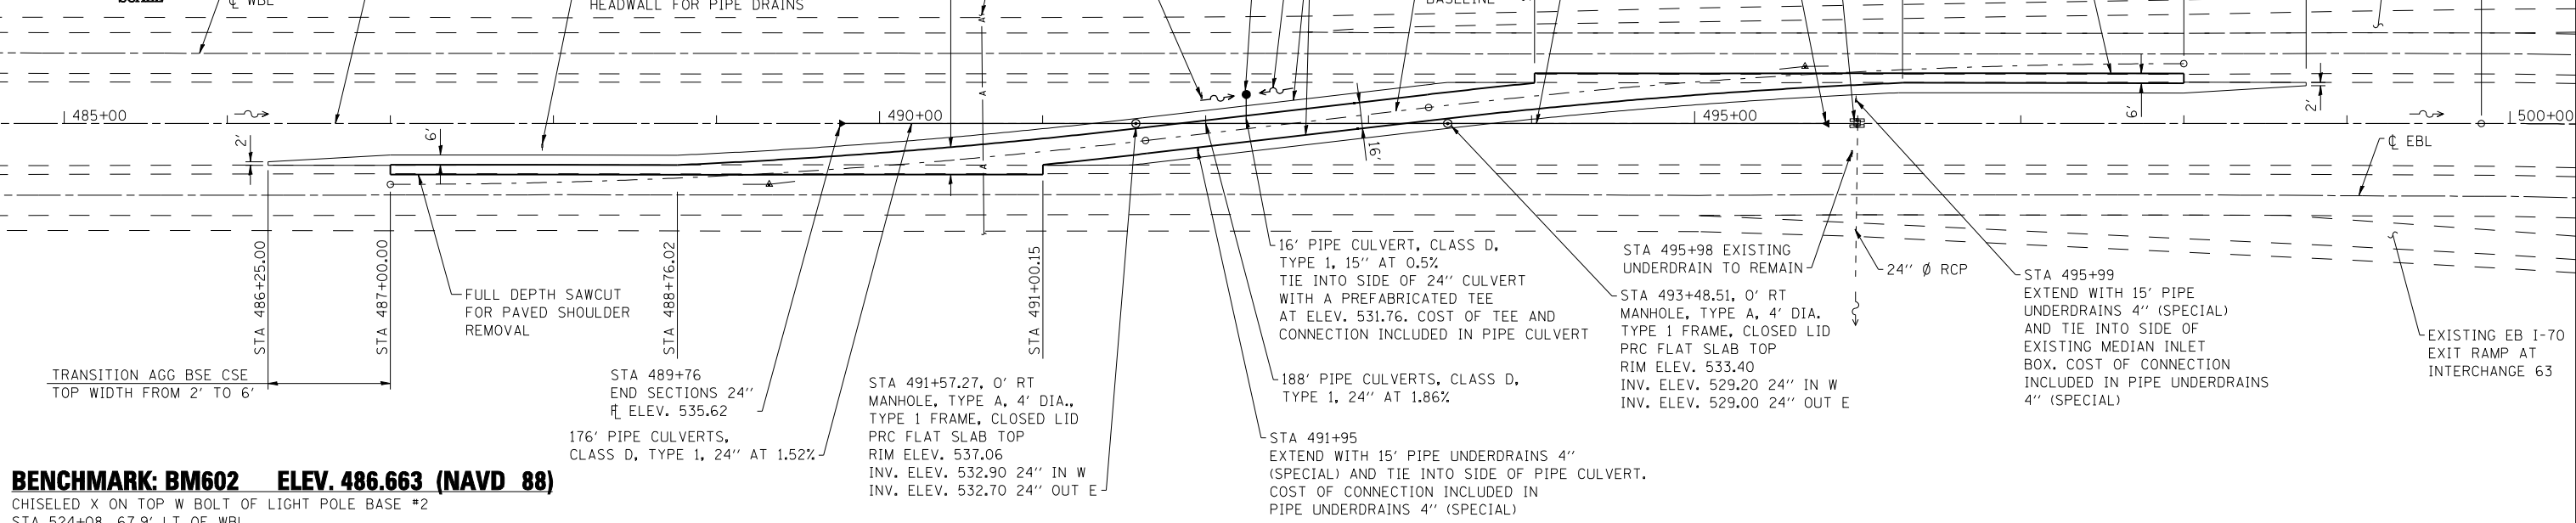 ℄ WBL
HEADWALL FOR PIPE DRAINS
BASELINE
A
A
A
A
485+00
490+00
495+00
500+00
2'
6'
16'
6'
2'
℄ EBL
STA 486+25.00
STA 487+00.00
STA 488+76.02
STA 491+00.15
FULL DEPTH SAWCUT
FOR PAVED SHOULDER
REMOVAL
TRANSITION AGG BSE CSE
TOP WIDTH FROM 2' TO 6'
STA 489+76
END SECTIONS 24"
FL ELEV. 535.62
176' PIPE CULVERTS,
CLASS D, TYPE 1, 24" AT 1.52%
STA 491+57.27, 0' RT
MANHOLE, TYPE A, 4' DIA.,
TYPE 1 FRAME, CLOSED LID
PRC FLAT SLAB TOP
RIM ELEV. 537.06
INV. ELEV. 532.90 24" IN W
INV. ELEV. 532.70 24" OUT E
16' PIPE CULVERT, CLASS D,
TYPE 1, 15" AT 0.5%
TIE INTO SIDE OF 24" CULVERT
WITH A PREFABRICATED TEE
AT ELEV. 531.76. COST OF TEE AND
CONNECTION INCLUDED IN PIPE CULVERT
188' PIPE CULVERTS, CLASS D,
TYPE 1, 24" AT 1.86%
STA 491+95
EXTEND WITH 15' PIPE UNDERDRAINS 4"
(SPECIAL) AND TIE INTO SIDE OF PIPE CULVERT.
COST OF CONNECTION INCLUDED IN
PIPE UNDERDRAINS 4" (SPECIAL)
STA 495+98 EXISTING
UNDERDRAIN TO REMAIN
STA 493+48.51, 0' RT
MANHOLE, TYPE A, 4' DIA.
TYPE 1 FRAME, CLOSED LID
PRC FLAT SLAB TOP
RIM ELEV. 533.40
INV. ELEV. 529.20 24" IN W
INV. ELEV. 529.00 24" OUT E
24" Ø RCP
STA 495+99
EXTEND WITH 15' PIPE
UNDERDRAINS 4" (SPECIAL)
AND TIE INTO SIDE OF
EXISTING MEDIAN INLET
BOX. COST OF CONNECTION
INCLUDED IN PIPE UNDERDRAINS
4" (SPECIAL)
EXISTING EB I-70
EXIT RAMP AT
INTERCHANGE 63
BENCHMARK: BM602 ELEV. 486.663 (NAVD 88)
CHISELED X ON TOP W BOLT OF LIGHT POLE BASE #2
STA 524+08, 67.9' LT OF WBL